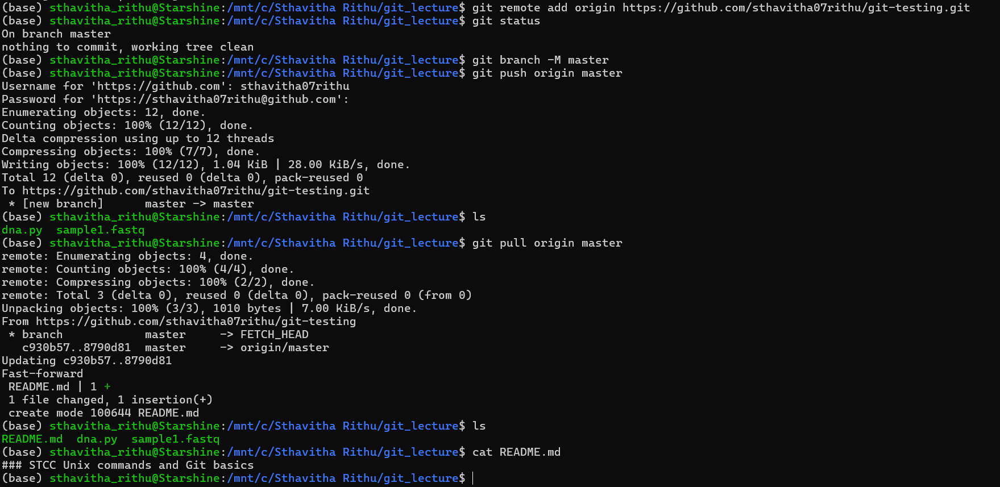 (base) sthavitha_rithu@Starshine:/mnt/c/Sthavitha Rithu/git_lecture$ git remote add origin https://github.com/sthavitha07rithu/git-testing.git
(base) sthavitha_rithu@Starshine:/mnt/c/Sthavitha Rithu/git_lecture$ git status
On branch master
nothing to commit, working tree clean
(base) sthavitha_rithu@Starshine:/mnt/c/Sthavitha Rithu/git_lecture$ git branch -M master
(base) sthavitha_rithu@Starshine:/mnt/c/Sthavitha Rithu/git_lecture$ git push origin master
Username for 'https://github.com': sthavitha07rithu
Password for 'https://sthavitha07rithu@github.com':
Enumerating objects: 12, done.
Counting objects: 100% (12/12), done.
Delta compression using up to 12 threads
Compressing objects: 100% (7/7), done.
Writing objects: 100% (12/12), 1.04 KiB | 28.00 KiB/s, done.
Total 12 (delta 0), reused 0 (delta 0), pack-reused 0
To https://github.com/sthavitha07rithu/git-testing.git
 * [new branch]      master -> master
(base) sthavitha_rithu@Starshine:/mnt/c/Sthavitha Rithu/git_lecture$ ls
dna.py  sample1.fastq
(base) sthavitha_rithu@Starshine:/mnt/c/Sthavitha Rithu/git_lecture$ git pull origin master
remote: Enumerating objects: 4, done.
remote: Counting objects: 100% (4/4), done.
remote: Compressing objects: 100% (2/2), done.
remote: Total 3 (delta 0), reused 0 (delta 0), pack-reused 0 (from 0)
Unpacking objects: 100% (3/3), 1010 bytes | 7.00 KiB/s, done.
From https://github.com/sthavitha07rithu/git-testing
 * branch            master     -> FETCH_HEAD
   c930b57..8790d81  master     -> origin/master
Updating c930b57..8790d81
Fast-forward
 README.md | 1 +
 1 file changed, 1 insertion(+)
 create mode 100644 README.md
(base) sthavitha_rithu@Starshine:/mnt/c/Sthavitha Rithu/git_lecture$ ls
README.md  dna.py  sample1.fastq
(base) sthavitha_rithu@Starshine:/mnt/c/Sthavitha Rithu/git_lecture$ cat README.md
### STCC Unix commands and Git basics
(base) sthavitha_rithu@Starshine:/mnt/c/Sthavitha Rithu/git_lecture$